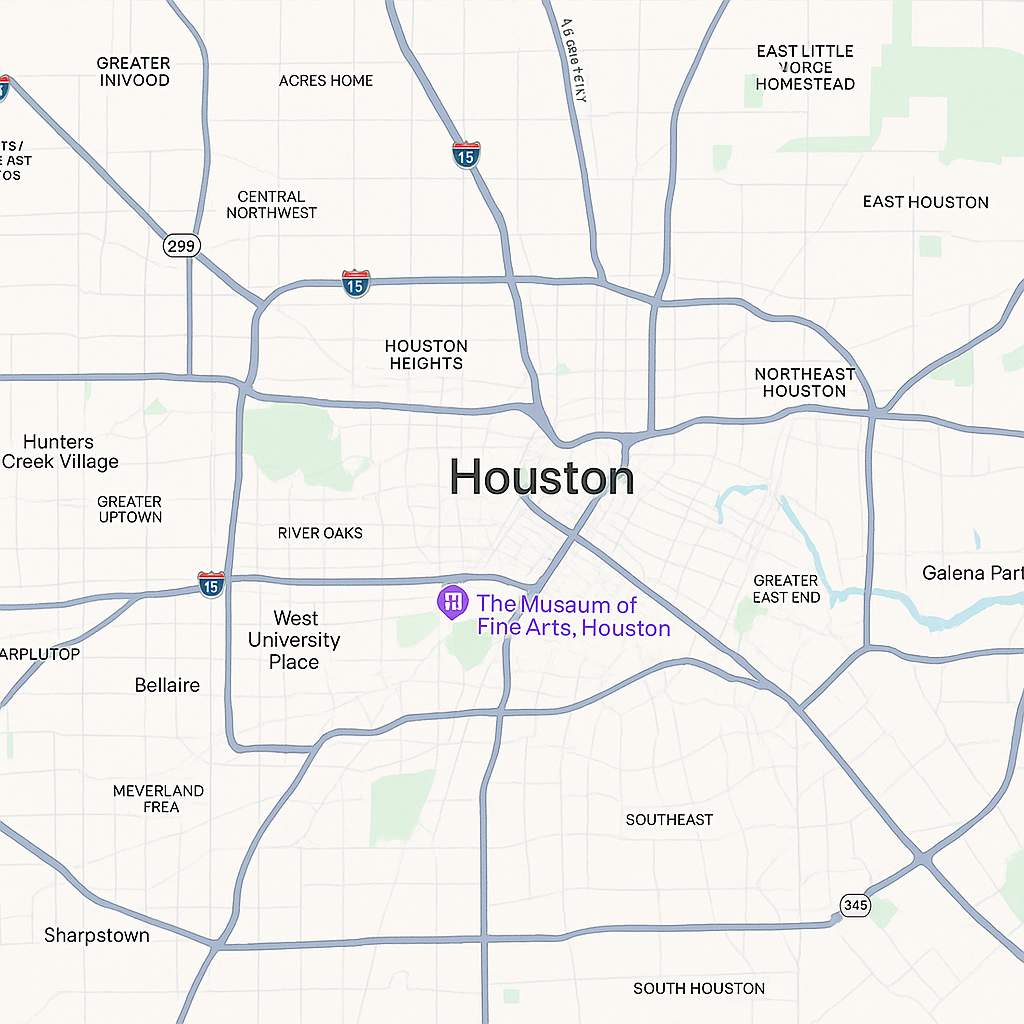 GREATER
INIVOOD
ACRES HOME
EAST LITTLE
HOMESTEAD
15
TS /
E AST
TOS
CENTRAL
NORTHWEST
EAST HOUSTON
299
15
HOUSTON
HEIGHTS
NORTHEAST
HOUSTON
Hunters
Creek Village
Houston
GREATER
UPTOWN
RIVER OAKS
15
GREATER
EAST END
Galena Part
The Musaum of
Fine Arts, Houston
West
University
Place
ARPLUTOP
Bellaire
MEVERLAND
FREA
SOUTHEAST
345
Sharpstown
SOUTH HOUSTON